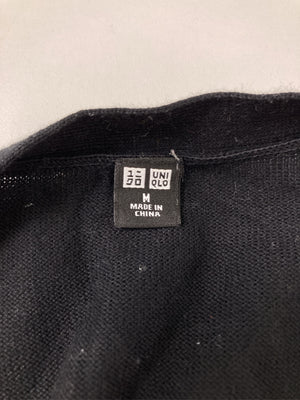 ユニ UNI
クロ QLO
M
MADE IN
CHINA